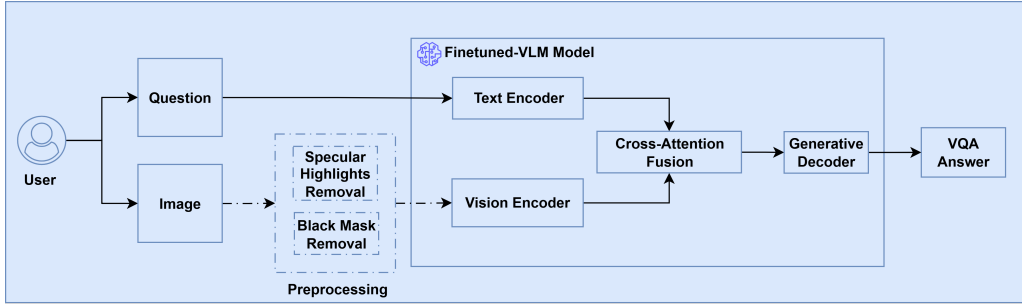 Finetuned-VLM Model
Question
Text Encoder
User
Specular
Highlights
Removal
Cross-Attention
Fusion
Generative
Decoder
VQA
Answer
Image
Vision Encoder
Black Mask
Removal
Preprocessing